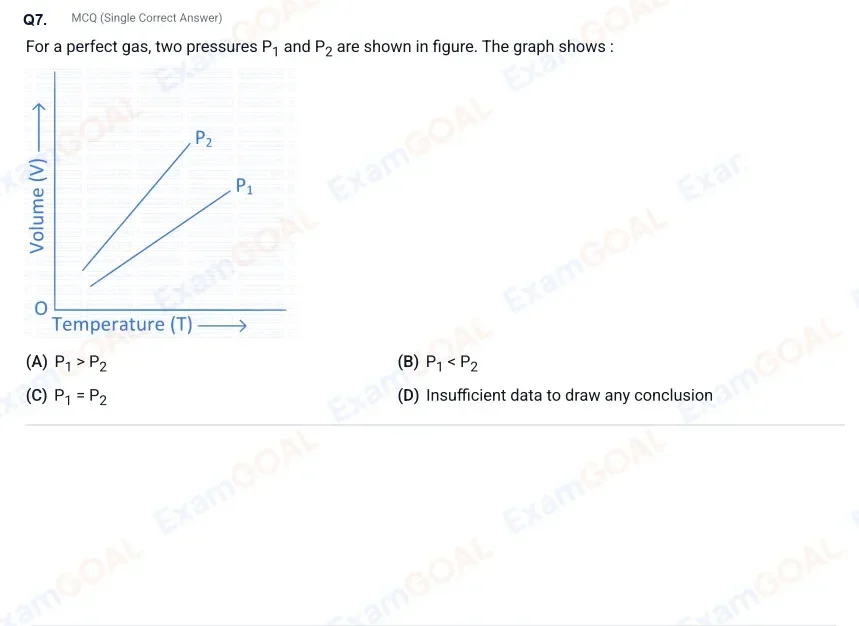 Q7. MCQ (Single Correct Answer)
For a perfect gas, two pressures P₁ and P₂ are shown in figure. The graph shows :
P₂
P₁
Volume (V)
O
Temperature (T)
(A) P₁ > P₂
(B) P₁ < P₂
(C) P₁ = P₂
(D) Insufficient data to draw any conclusion
ExamGOAL